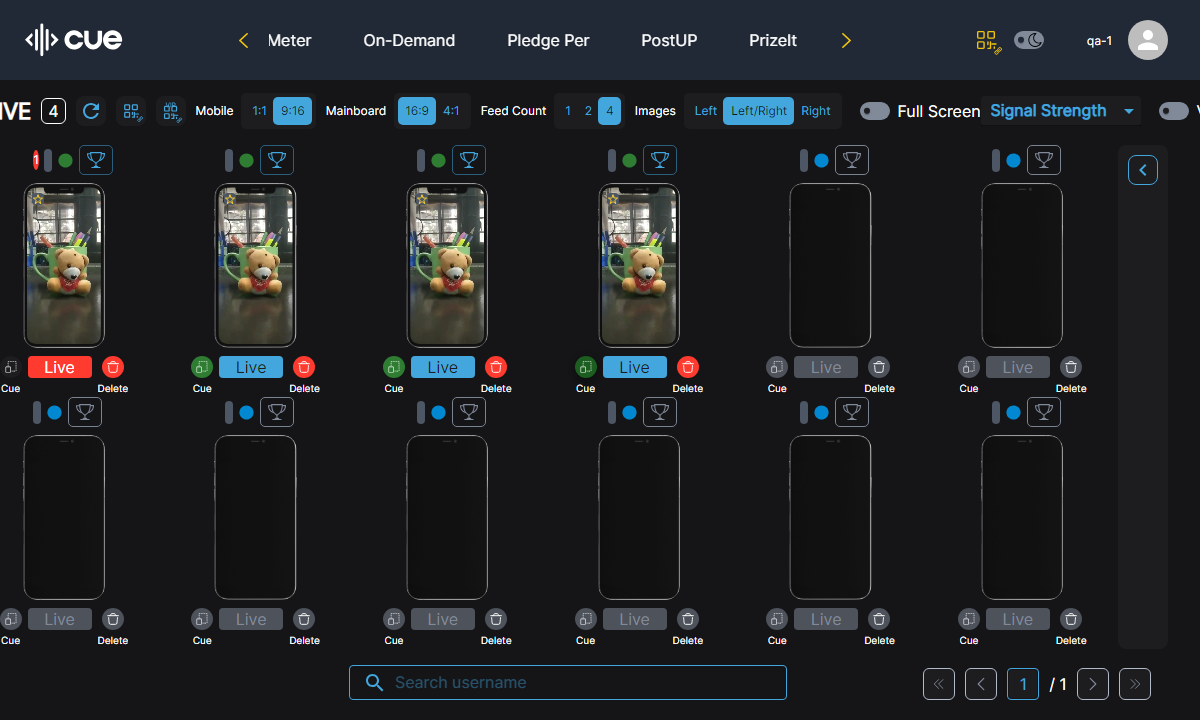 cue
Meter On-Demand Pledge Per PostUP PrizeIt
qa-1
IVE 4 Mobile 1:1 9:16 Mainboard 16:9 4:1 Feed Count 1 2 4 Images Left Left/Right Right Full Screen Signal Strength
1
Live Live Live Live Live Live
Cue Delete Cue Delete Cue Delete Cue Delete Cue Delete Cue Delete
Live Live Live Live Live Live
Cue Delete Cue Delete Cue Delete Cue Delete Cue Delete Cue Delete
Search username
1 / 1